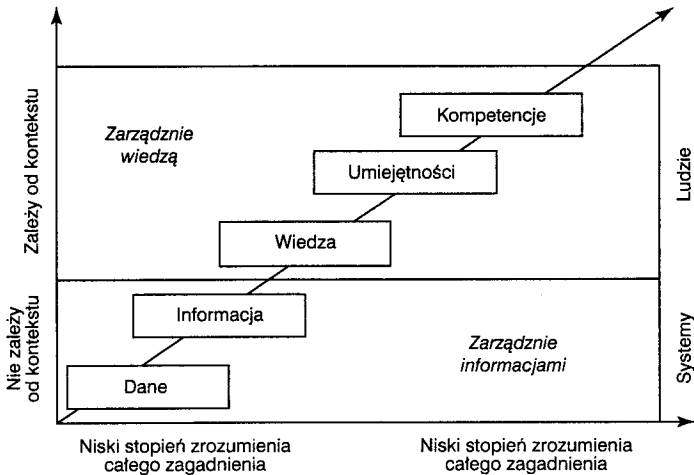 Kompetencje
Zarządznie
wiedzą
Umiejętności
Wiedza
Zależy od kontekstu
Ludzie
Informacja
Zarządznie
informacjami
Dane
Nie zależy
od kontekstu
Systemy
Niski stopień zrozumienia
całego zagadnienia
Niski stopień zrozumienia
całego zagadnienia